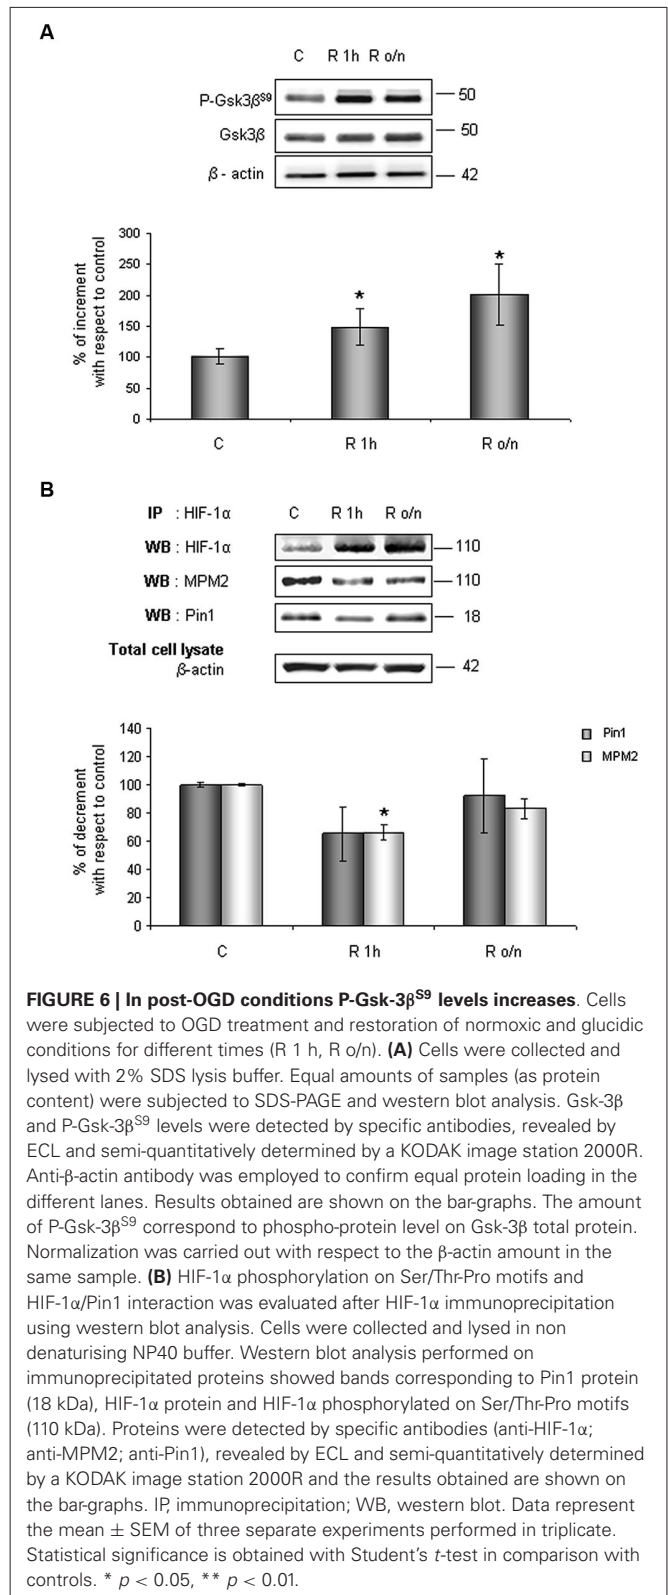 A
C R 1h R o/n
P-Gsk3β^S9 50
Gsk3β 50
β - actin 42
300
250
200
150
100
50
0
% of increment
with respect to control
*
*
C R 1h R o/n
B
IP : HIF-1α C R 1h R o/n
WB : HIF-1α 110
WB : MPM2 110
WB : Pin1 18
Total cell lysate
β-actin 42
140
120
100
80
60
40
20
0
% of decrement
with respect to control
Pin1
MPM2
*
C R 1h R o/n
FIGURE 6 | In post-OGD conditions P-Gsk-3β^S9 levels increases. Cells
were subjected to OGD treatment and restoration of normoxic and glucidic
conditions for different times (R 1 h, R o/n). (A) Cells were collected and
lysed with 2% SDS lysis buffer. Equal amounts of samples (as protein
content) were subjected to SDS-PAGE and western blot analysis. Gsk-3β
and P-Gsk-3β^S9 levels were detected by specific antibodies, revealed by
ECL and semi-quantitatively determined by a KODAK image station 2000R.
Anti-β-actin antibody was employed to confirm equal protein loading in the
different lanes. Results obtained are shown on the bar-graphs. The amount
of P-Gsk-3β^S9 correspond to phospho-protein level on Gsk-3β total protein.
Normalization was carried out with respect to the β-actin amount in the
same sample. (B) HIF-1α phosphorylation on Ser/Thr-Pro motifs and
HIF-1α/Pin1 interaction was evaluated after HIF-1α immunoprecipitation
using western blot analysis. Cells were collected and lysed in non
denaturising NP40 buffer. Western blot analysis performed on
immunoprecipitated proteins showed bands corresponding to Pin1 protein
(18 kDa), HIF-1α protein and HIF-1α phosphorylated on Ser/Thr-Pro motifs
(110 kDa). Proteins were detected by specific antibodies (anti-HIF-1α;
anti-MPM2; anti-Pin1), revealed by ECL and semi-quantitatively determined
by a KODAK image station 2000R and the results obtained are shown on
the bar-graphs. IP, immunoprecipitation; WB, western blot. Data represent
the mean ± SEM of three separate experiments performed in triplicate.
Statistical significance is obtained with Student's t-test in comparison with
controls. * p < 0.05, ** p < 0.01.